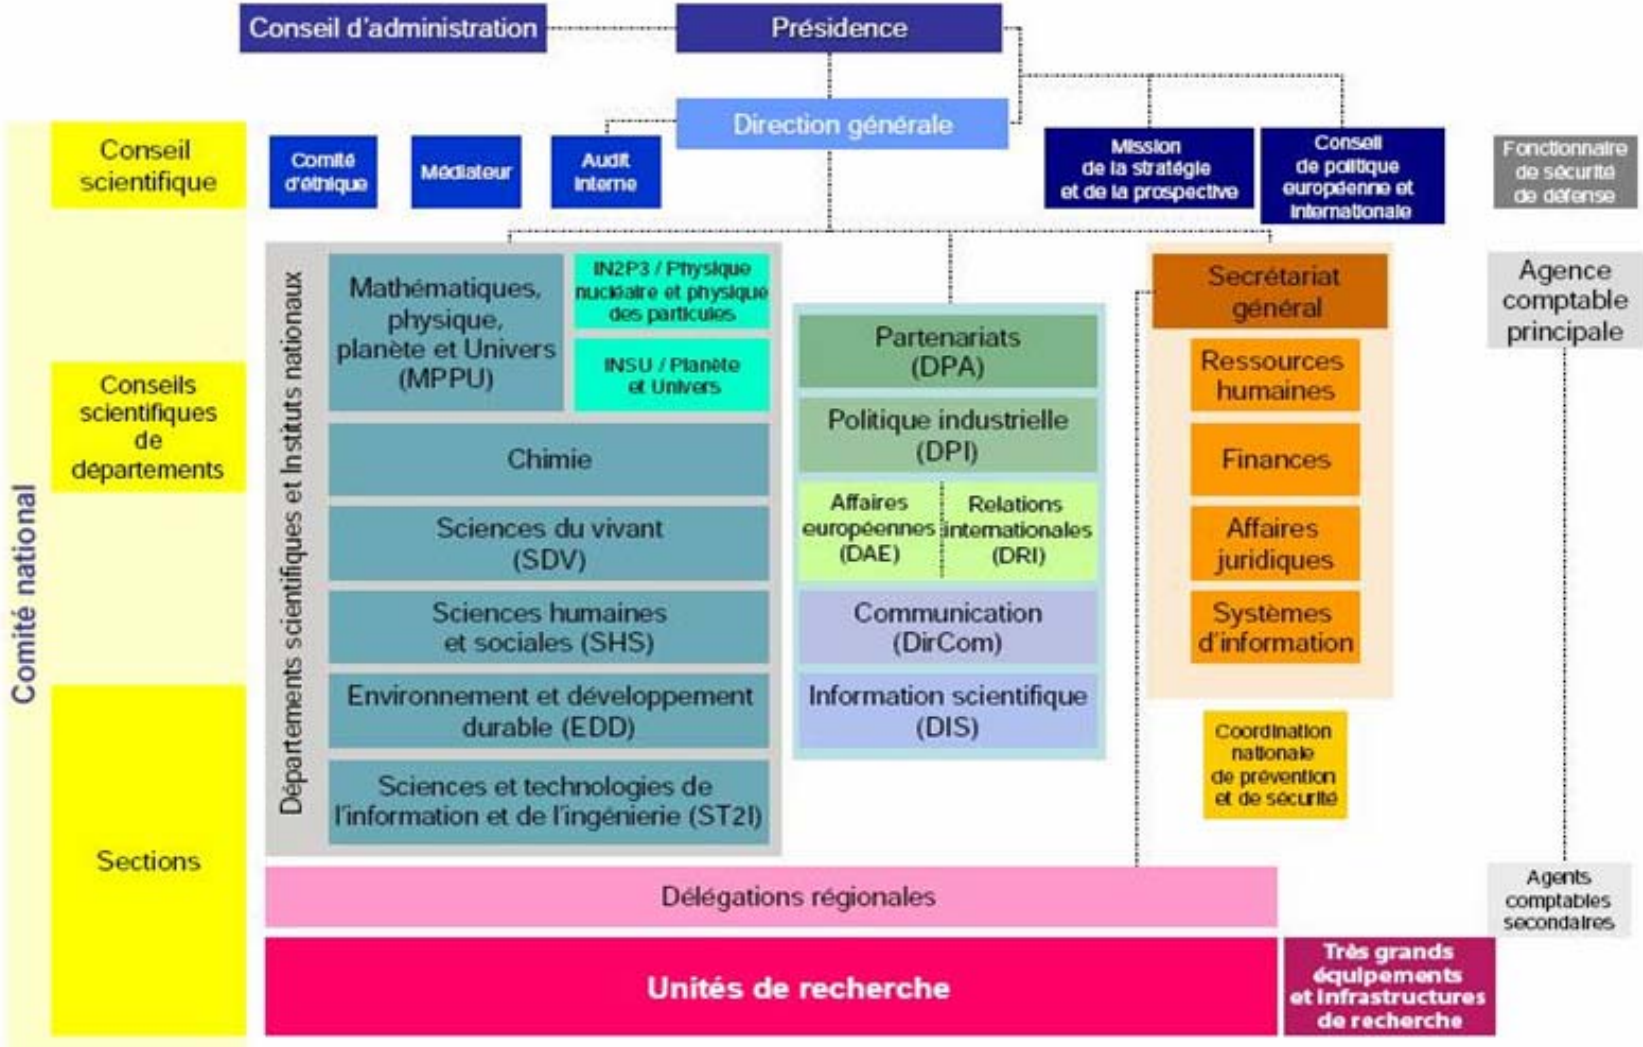 Conseil d'administration
Présidence
Direction générale
Conseil
scientifique
Comité
d'éthique
Médiateur
Audit
interne
Mission
de la stratégie
et de la prospective
Conseil
de politique
européenne et
internationale
Fonctionnaire
de sécurité
de défense
Comité national
Conseils
scientifiques
de
départements
Sections
Départements scientifiques et Instituts nationaux
Mathématiques,
physique,
planète et Univers
(MPPU)
IN2P3 / Physique
nucléaire et physique
des particules
INSU / Planète
et Univers
Chimie
Sciences du vivant
(SDV)
Sciences humaines
et sociales (SHS)
Environnement et développement
durable (EDD)
Sciences et technologies de
l'information et de l'ingénierie (ST2I)
Partenariats
(DPA)
Politique industrielle
(DPI)
Affaires
européennes
(DAE)
Relations
internationales
(DRI)
Communication
(DirCom)
Information scientifique
(DIS)
Secrétariat
général
Ressources
humaines
Finances
Affaires
juridiques
Systèmes
d'information
Coordination
nationale
de prévention
et de sécurité
Agence
comptable
principale
Agents
comptables
secondaires
Délégations régionales
Unités de recherche
Très grands
équipements
et infrastructures
de recherche